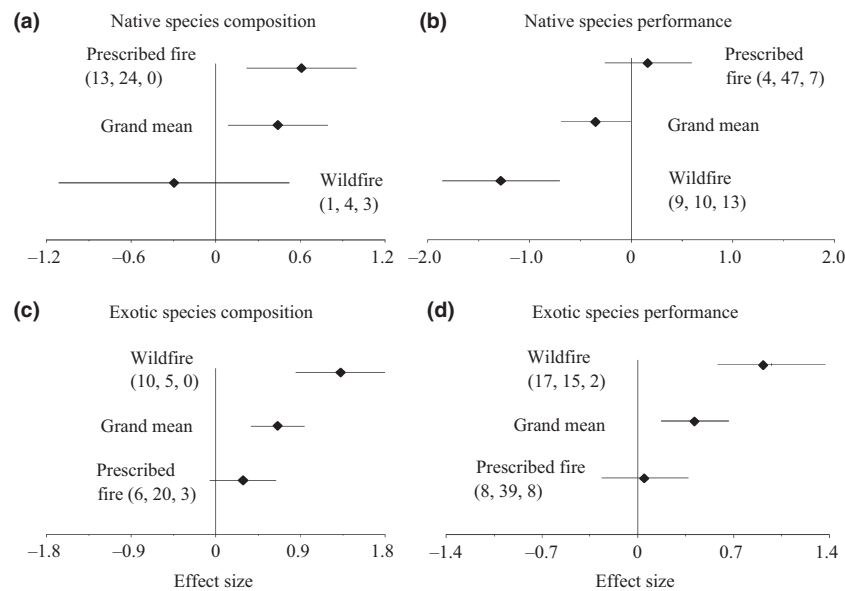 (a) Native species composition
Prescribed fire
(13, 24, 0)
Grand mean
Wildfire
(1, 4, 3)
–1.2 –0.6 0 0.6 1.2
(b) Native species performance
Prescribed
fire (4, 47, 7)
Grand mean
Wildfire
(9, 10, 13)
–2.0 –1.0 0 1.0 2.0
(c) Exotic species composition
Wildfire
(10, 5, 0)
Grand mean
Prescribed
fire (6, 20, 3)
–1.8 –0.9 0 0.9 1.8
Effect size
(d) Exotic species performance
Wildfire
(17, 15, 2)
Grand mean
Prescribed fire
(8, 39, 8)
–1.4 –0.7 0 0.7 1.4
Effect size